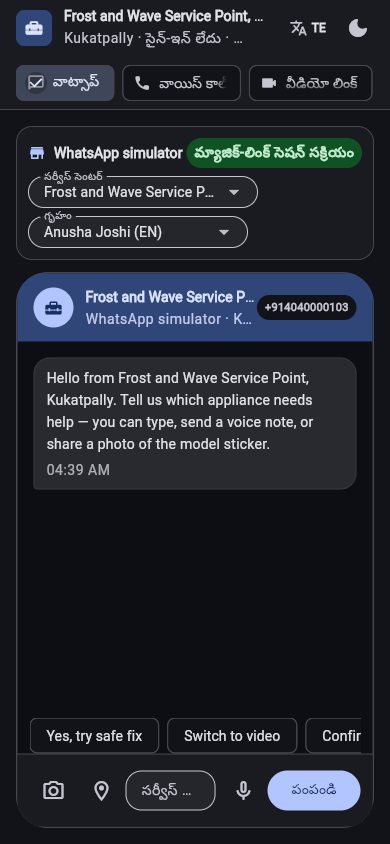 Frost and Wave Service Point, ...
Kukatpally · సైన్-ఇన్ లేదు · ...
TE
వాట్సాప్
వాయిస్ కాల్
వీడియో లింక్
WhatsApp simulator
మ్యాజిక్-లింక్ సెషన్ సక్రియం
సర్వీస్ సెంటర్
Frost and Wave Service P...
గృహం
Anusha Joshi (EN)
Frost and Wave Service P...
WhatsApp simulator · K...
+914040000103
Hello from Frost and Wave Service Point,
Kukatpally. Tell us which appliance needs
help — you can type, send a voice note, or
share a photo of the model sticker.
04:39 AM
Yes, try safe fix
Switch to video
Confir
సర్వీస్ ...
పంపండి